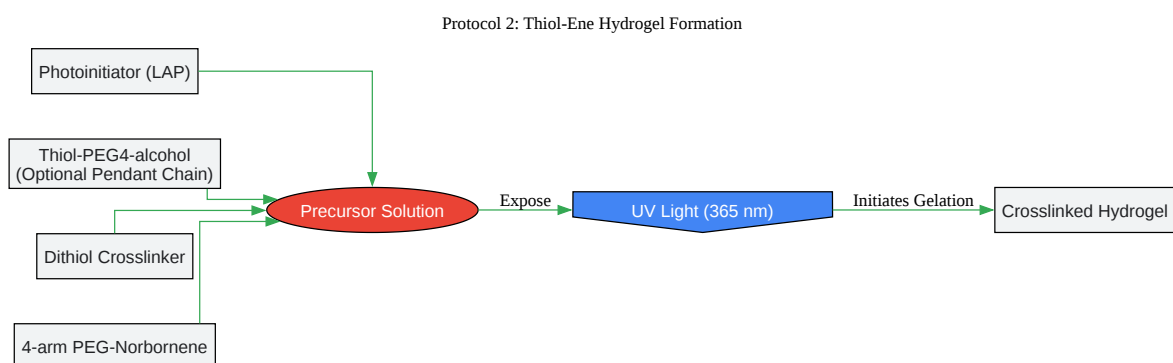 Protocol 2: Thiol-Ene Hydrogel Formation
Photoinitiator (LAP)
Thiol-PEG4-alcohol
(Optional Pendant Chain)
Dithiol Crosslinker
4-arm PEG-Norbornene
Precursor Solution
Expose
UV Light (365 nm)
Initiates Gelation
Crosslinked Hydrogel